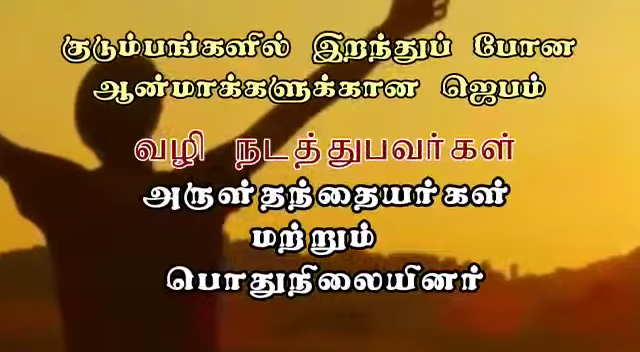 குடும்பங்களில் இறந்துப் போன
ஆன்மாக்களுக்கான ஜெபம்
வழி நடத்துபவர்கள்
அருள்தந்தையர்கள்
மற்றும்
பொதுநிலையினர்